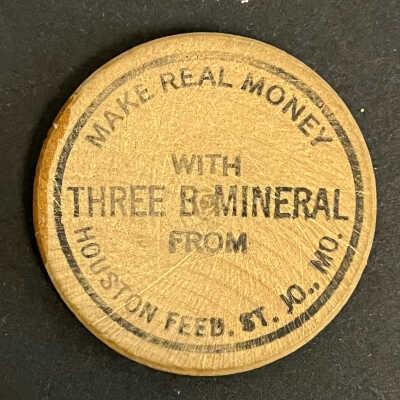 MAKE REAL MONEY
WITH
THREE B MINERAL
FROM
HOUSTON FEED. ST. JO., MO.